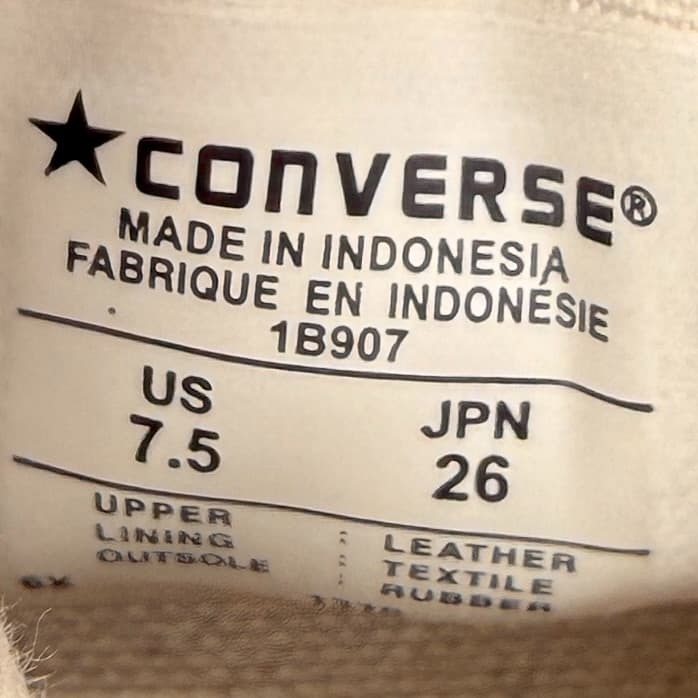 CONVERSE®
MADE IN INDONESIA
FABRIQUE EN INDONÉSIE
1B907
US JPN
7.5 26
UPPER : LEATHER
LINING : TEXTILE
OUTSOLE : RUBBER